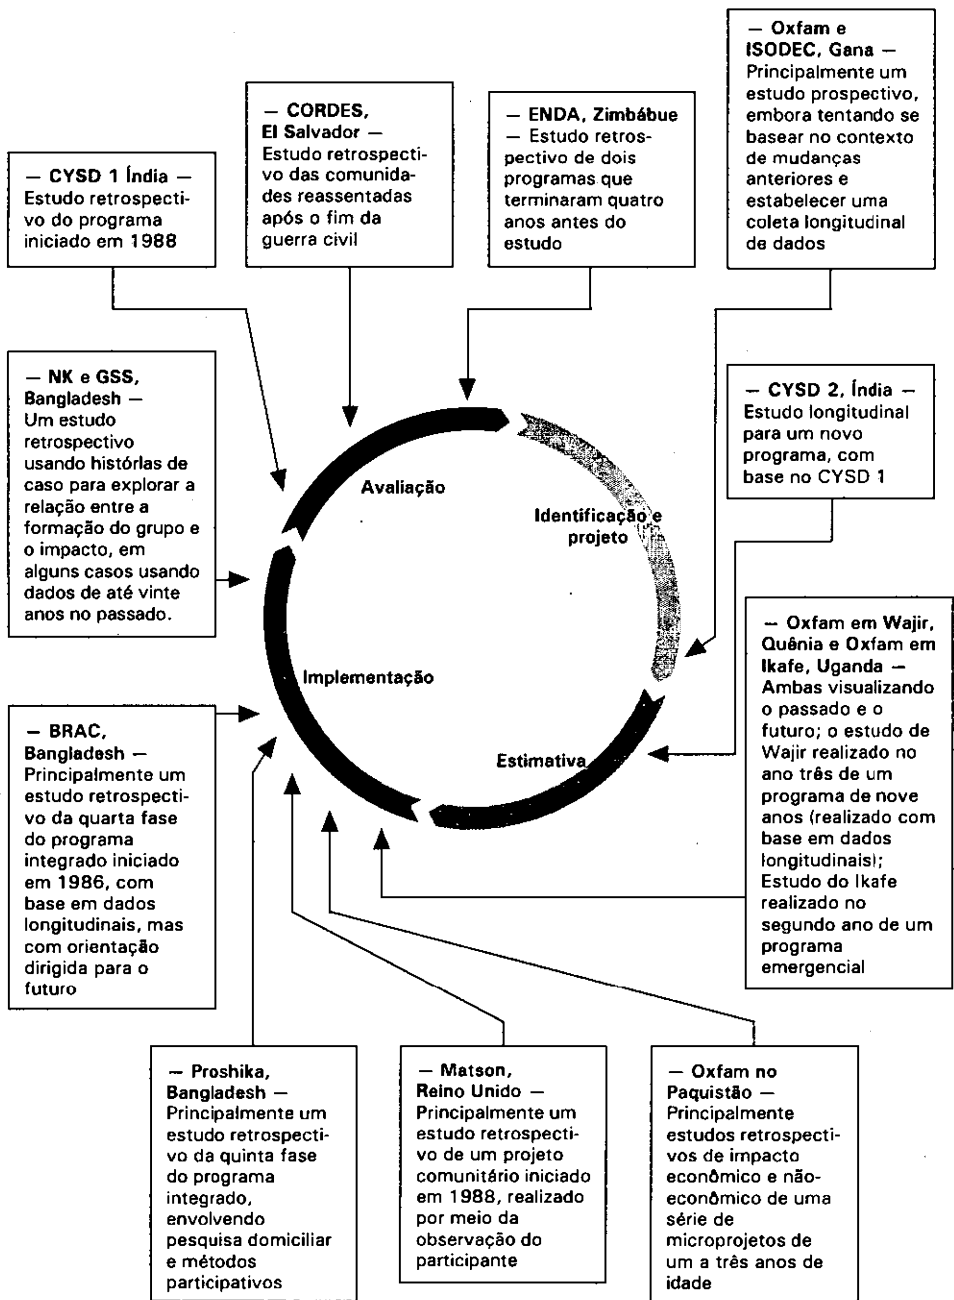 — Oxfam e
ISODEC, Gana —
Principalmente um
estudo prospectivo,
embora tentando se
basear no contexto
de mudanças
anteriores e
estabelecer uma
coleta longitudinal
de dados
— CORDES,
El Salvador —
Estudo retrospecti-
vo das comunida-
des reassentadas
após o fim da
guerra civil
— ENDA, Zimbábue
— Estudo retros-
pectivo de dois
programas que
terminaram quatro
anos antes do
estudo
— CYSD 1 Índia —
Estudo retrospecti-
vo do programa
iniciado em 1988
— NK e GSS,
Bangladesh —
Um estudo
retrospectivo
usando histórias de
caso para explorar a
relação entre a
formação do grupo e
o impacto, em
alguns casos usando
dados de até vinte
anos no passado.
— CYSD 2, Índia —
Estudo longitudinal
para um novo
programa, com
base no CYSD 1
Avaliação
Identificação e
projeto
Implementação
Estimativa
— Oxfam em Wajir,
Quênia e Oxfam em
Ikafe, Uganda —
Ambas visualizando
o passado e o
futuro; o estudo de
Wajir realizado no
ano três de um
programa de nove
anos (realizado com
base em dados
longitudinais);
Estudo do Ikafe
realizado no
segundo ano de um
programa
emergencial
— BRAC,
Bangladesh —
Principalmente um
estudo retrospecti-
vo da quarta fase
do programa
integrado iniciado
em 1986, com
base em dados
longitudinais, mas
com orientação
dirigida para o
futuro
— Proshika,
Bangladesh —
Principalmente um
estudo retrospecti-
vo da quinta fase
do programa
integrado,
envolvendo
pesquisa domiciliar
e métodos
participativos
— Matson,
Reino Unido —
Principalmente um
estudo retrospecti-
vo de um projeto
comunitário iniciado
em 1988, realizado
por meio da
observação do
participante
— Oxfam no
Paquistão —
Principalmente
estudos retrospecti-
vos de impacto
econômico e não-
econômico de uma
série de
microprojetos de
um a três anos de
idade